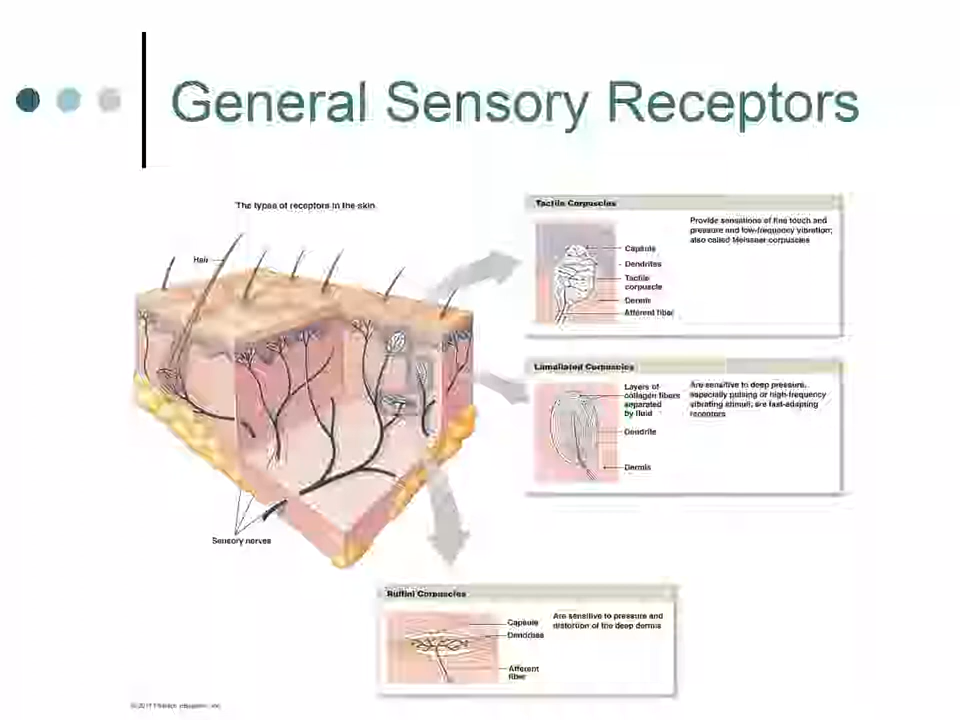 General Sensory Receptors
The types of receptors in the skin
Hair
Sensory nerves
Tactile Corpuscles
Provide sensations of fine touch and
pressure and low-frequency vibration;
also called Meissner corpuscles
Capsule
Dendrites
Tactile
corpuscle
Dermis
Afferent fiber
Lamellated Corpuscles
Layers of
collagen fibers
separated
by fluid
Dendrite
Dermis
Are sensitive to deep pressure,
especially pulsing or high-frequency
vibrating stimuli; are fast-adapting
receptors
Ruffini Corpuscles
Capsule
Dendrites
Afferent
fiber
Are sensitive to pressure and
distortion of the deep dermis
© 2011 Pearson Education, Inc.